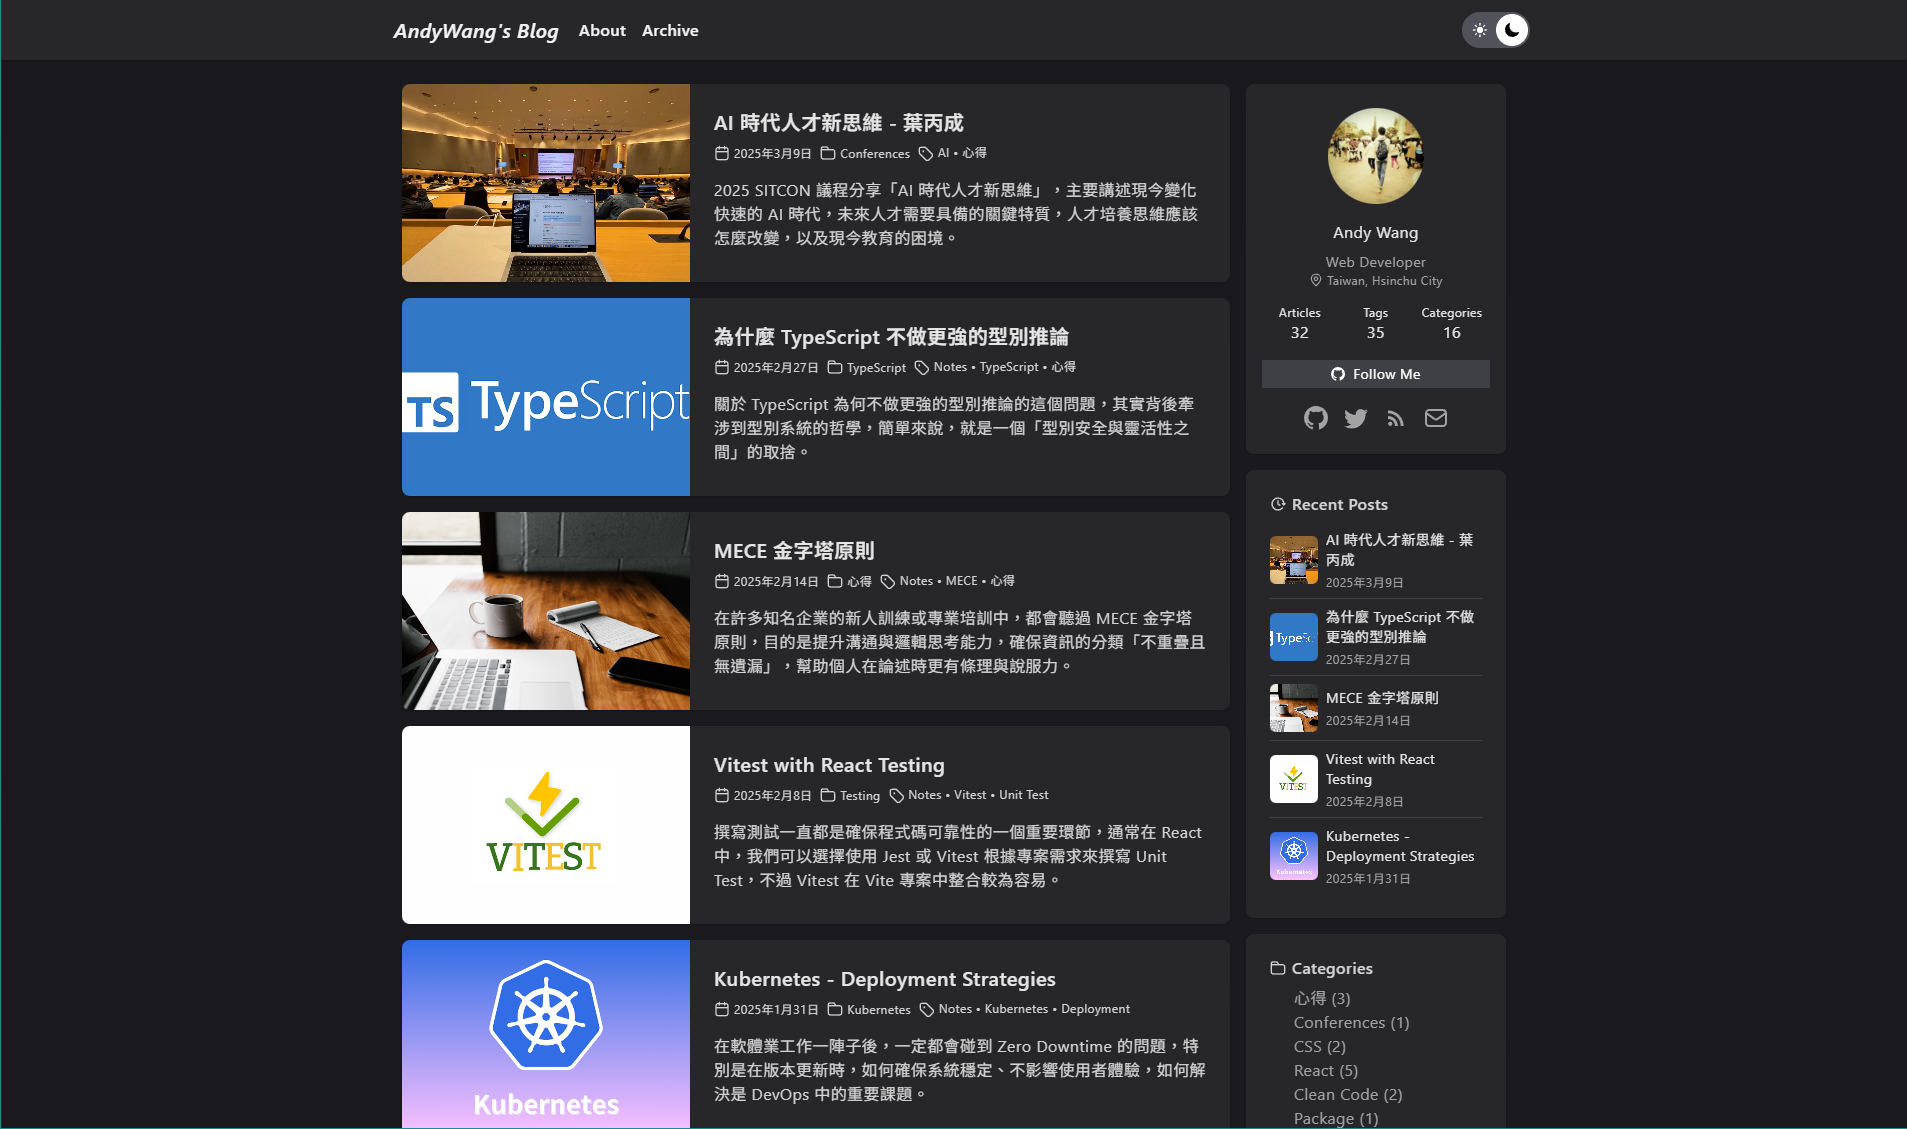 AndyWang's Blog
About
Archive
AI 時代人才新思維 - 葉丙成
2025年3月9日 Conferences AI • 心得
2025 SITCON 議程分享「AI 時代人才新思維」，主要講述現今變化
快速的 AI 時代，未來人才需要具備的關鍵特質，人才培養思維應該
怎麼改變，以及現今教育的困境。
TS TypeScript
為什麼 TypeScript 不做更強的型別推論
2025年2月27日 TypeScript Notes • TypeScript • 心得
關於 TypeScript 為何不做更強的型別推論的這個問題，其實背後牽
涉到型別系統的哲學，簡單來說，就是一個「型別安全與靈活性之
間」的取捨。
MECE 金字塔原則
2025年2月14日 心得 Notes • MECE • 心得
在許多知名企業的新人訓練或專業培訓中，都會聽過 MECE 金字塔
原則，目的是提升溝通與邏輯思考能力，確保資訊的分類「不重疊且
無遺漏」，幫助個人在論述時更有條理與說服力。
VITEST
Vitest with React Testing
2025年2月8日 Testing Notes • Vitest • Unit Test
撰寫測試一直都是確保程式碼可靠性的一個重要環節，通常在 React
中，我們可以選擇使用 Jest 或 Vitest 根據專案需求來撰寫 Unit
Test，不過 Vitest 在 Vite 專案中整合較為容易。
Kubernetes
Kubernetes - Deployment Strategies
2025年1月31日 Kubernetes Notes • Kubernetes • Deployment
在軟體業工作一陣子後，一定都會碰到 Zero Downtime 的問題，特
別是在版本更新時，如何確保系統穩定、不影響使用者體驗，如何解
決是 DevOps 中的重要課題。
Andy Wang
Web Developer
Taiwan, Hsinchu City
Articles Tags Categories
32 35 16
Follow Me
Recent Posts
AI 時代人才新思維 - 葉
丙成
2025年3月9日
TypeSc
為什麼 TypeScript 不做
更強的型別推論
2025年2月27日
MECE 金字塔原則
2025年2月14日
VITEST
Vitest with React
Testing
2025年2月8日
Kubernetes
Kubernetes -
Deployment Strategies
2025年1月31日
Categories
心得 (3)
Conferences (1)
CSS (2)
React (5)
Clean Code (2)
Package (1)